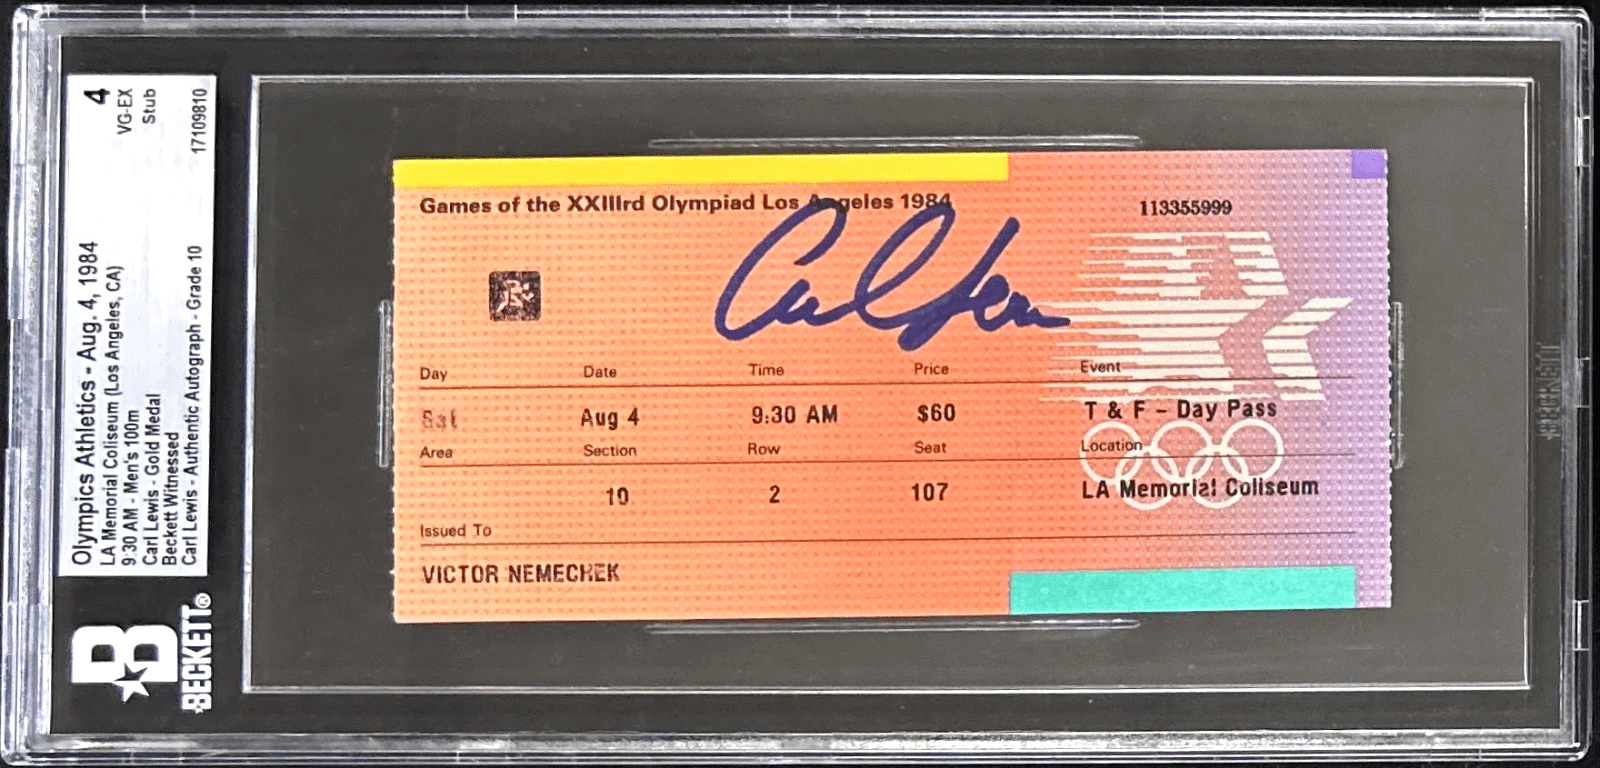 4
VG-EX
Stub
17109810
Olympics Athletics - Aug. 4, 1984
LA Memorial Coliseum (Los Angeles, CA)
9:30 AM - Men's 100m
Carl Lewis - Gold Medal
Beckett Witnessed
Carl Lewis - Authentic Autograph - Grade 10
B
BECKETT®
Games of the XXIIIrd Olympiad Los Angeles 1984
113355999
Carl Lewis
Day Date Time Price Event
Sat Aug 4 9:30 AM $60 T & F - Day Pass
Area Section Row Seat Location
10 2 107 LA Memorial Coliseum
Issued To
VICTOR NEMECHEK
BECKETT